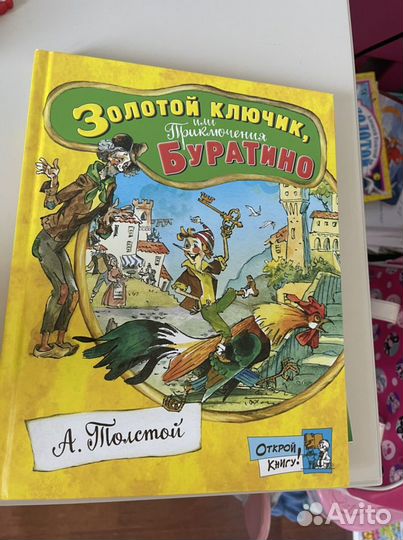 Золотой ключик,
или
Приключения
Буратино
А. Толстой
Открой
книгу!
Avito